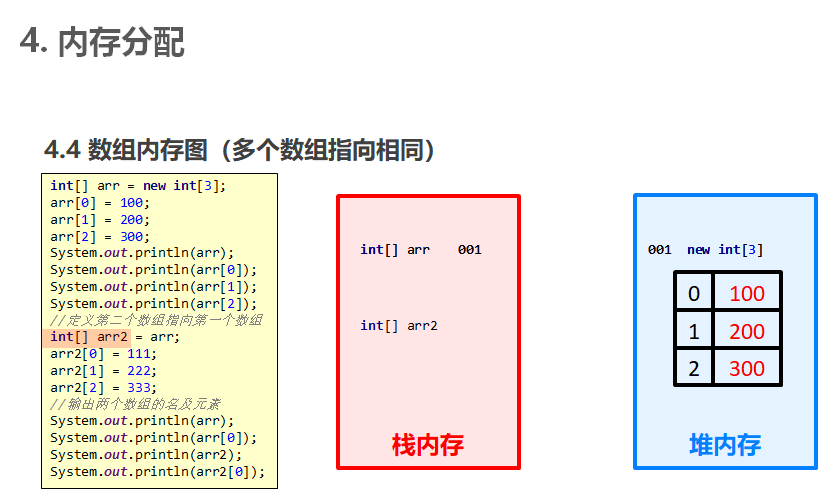 4. 内存分配
4.4 数组内存图（多个数组指向相同）
int[] arr = new int[3];
arr[0] = 100;
arr[1] = 200;
arr[2] = 300;
System.out.println(arr);
System.out.println(arr[0]);
System.out.println(arr[1]);
System.out.println(arr[2]);
//定义第二个数组指向第一个数组
int[] arr2 = arr;
arr2[0] = 111;
arr2[1] = 222;
arr2[2] = 333;
//输出两个数组的名及元素
System.out.println(arr);
System.out.println(arr[0]);
System.out.println(arr2);
System.out.println(arr2[0]);
int[] arr 001
int[] arr2
栈内存
001 new int[3]
0 100
1 200
2 300
堆内存